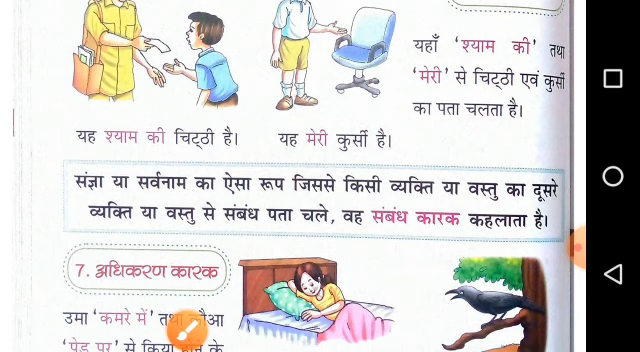 यहाँ 'श्याम की' तथा
'मेरी' से चिट्ठी एवं कुर्सी
का पता चलता है।
यह श्याम की चिट्ठी है।
यह मेरी कुर्सी है।
संज्ञा या सर्वनाम का ऐसा रूप जिससे किसी व्यक्ति या वस्तु का दूसरे
व्यक्ति या वस्तु से संबंध पता चले, वह संबंध कारक कहलाता है।
7. अधिकरण कारक
उमा 'कमरे में' तथा
'पेड़ पर' से किया होने के